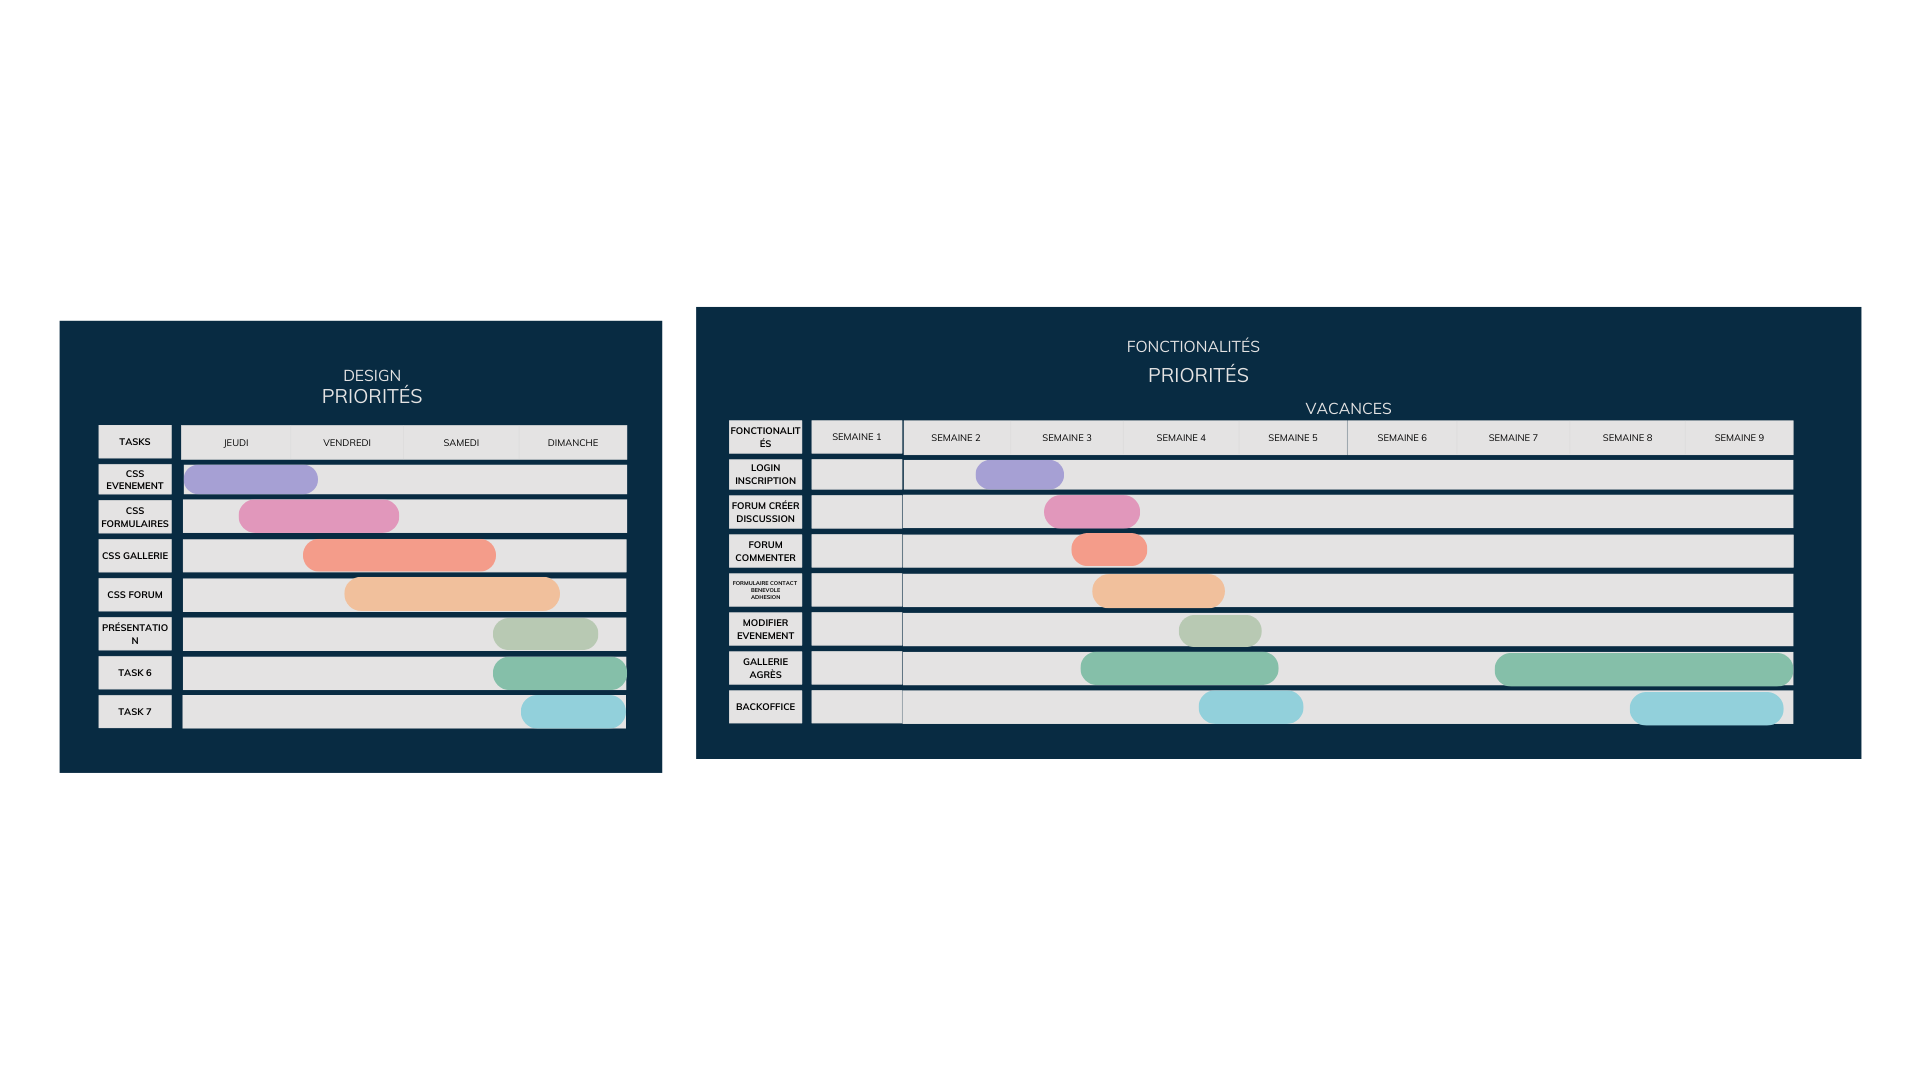 DESIGN
PRIORITÉS
TASKS
JEUDI
VENDREDI
SAMEDI
DIMANCHE
CSS
EVENEMENT
CSS
FORMULAIRES
CSS GALLERIE
CSS FORUM
PRÉSENTATIO
N
TASK 6
TASK 7
FONCTIONALITÉS
PRIORITÉS
VACANCES
FONCTIONALIT
ÉS
SEMAINE 1
SEMAINE 2
SEMAINE 3
SEMAINE 4
SEMAINE 5
SEMAINE 6
SEMAINE 7
SEMAINE 8
SEMAINE 9
LOGIN
INSCRIPTION
FORUM CRÉER
DISCUSSION
FORUM
COMMENTER
FORMULAIRE CONTACT
BENEVOLE
ADHESION
MODIFIER
EVENEMENT
GALLERIE
AGRÈS
BACKOFFICE